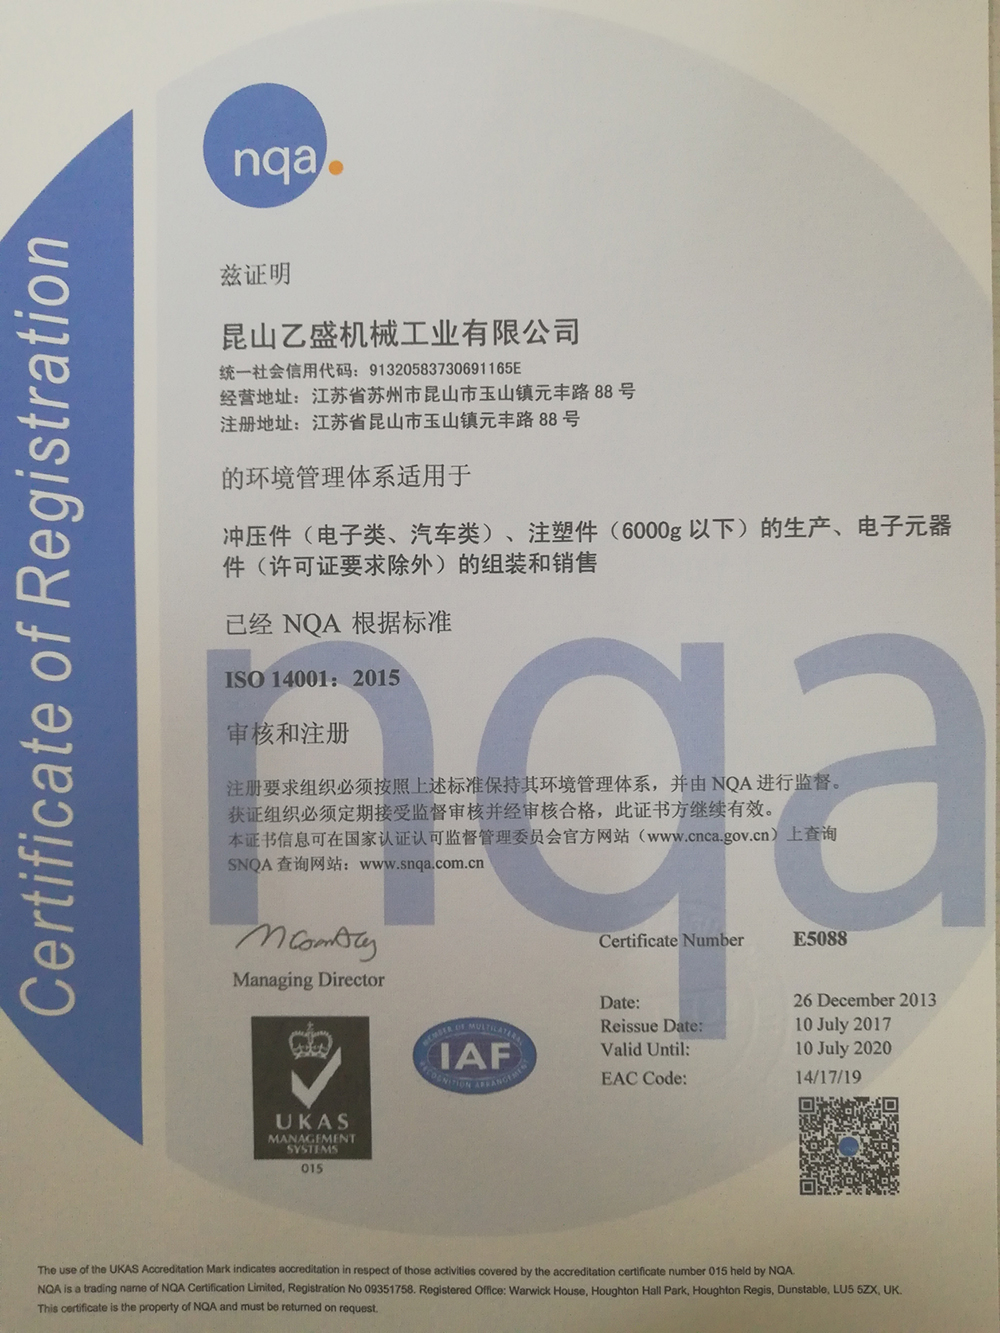 nqa.
Certificate of Registration
兹证明
昆山乙盛机械工业有限公司
统一社会信用代码：91320583730691165E
经营地址：江苏省苏州市昆山市玉山镇元丰路 88 号
注册地址：江苏省昆山市玉山镇元丰路 88 号
的环境管理体系适用于
冲压件（电子类、汽车类）、注塑件（6000g 以下）的生产、电子元器
件（许可证要求除外）的组装和销售
已经 NQA 根据标准
ISO 14001：2015
审核和注册
注册要求组织必须按照上述标准保持其环境管理体系，并由 NQA 进行监督。
获证组织必须定期接受监督审核并经审核合格，此证书方继续有效。
本证书信息可在国家认证认可监督管理委员会官方网站（www.cnca.gov.cn）上查询
SNQA 查询网站：www.snqa.com.cn
nqa
Managing Director
Certificate Number E5088
Date: 26 December 2013
Reissue Date: 10 July 2017
Valid Until: 10 July 2020
EAC Code: 14/17/19
UKAS
MANAGEMENT
SYSTEMS
015
MEMBER OF MULTILATERAL
IAF
RECOGNITION ARRANGEMENT
The use of the UKAS Accreditation Mark indicates accreditation in respect of those activities covered by the accreditation certificate number 015 held by NQA.
NQA is a trading name of NQA Certification Limited, Registration No 09351758. Registered Office: Warwick House, Houghton Hall Park, Houghton Regis, Dunstable, LU5 5ZX, UK.
This certificate is the property of NQA and must be returned on request.